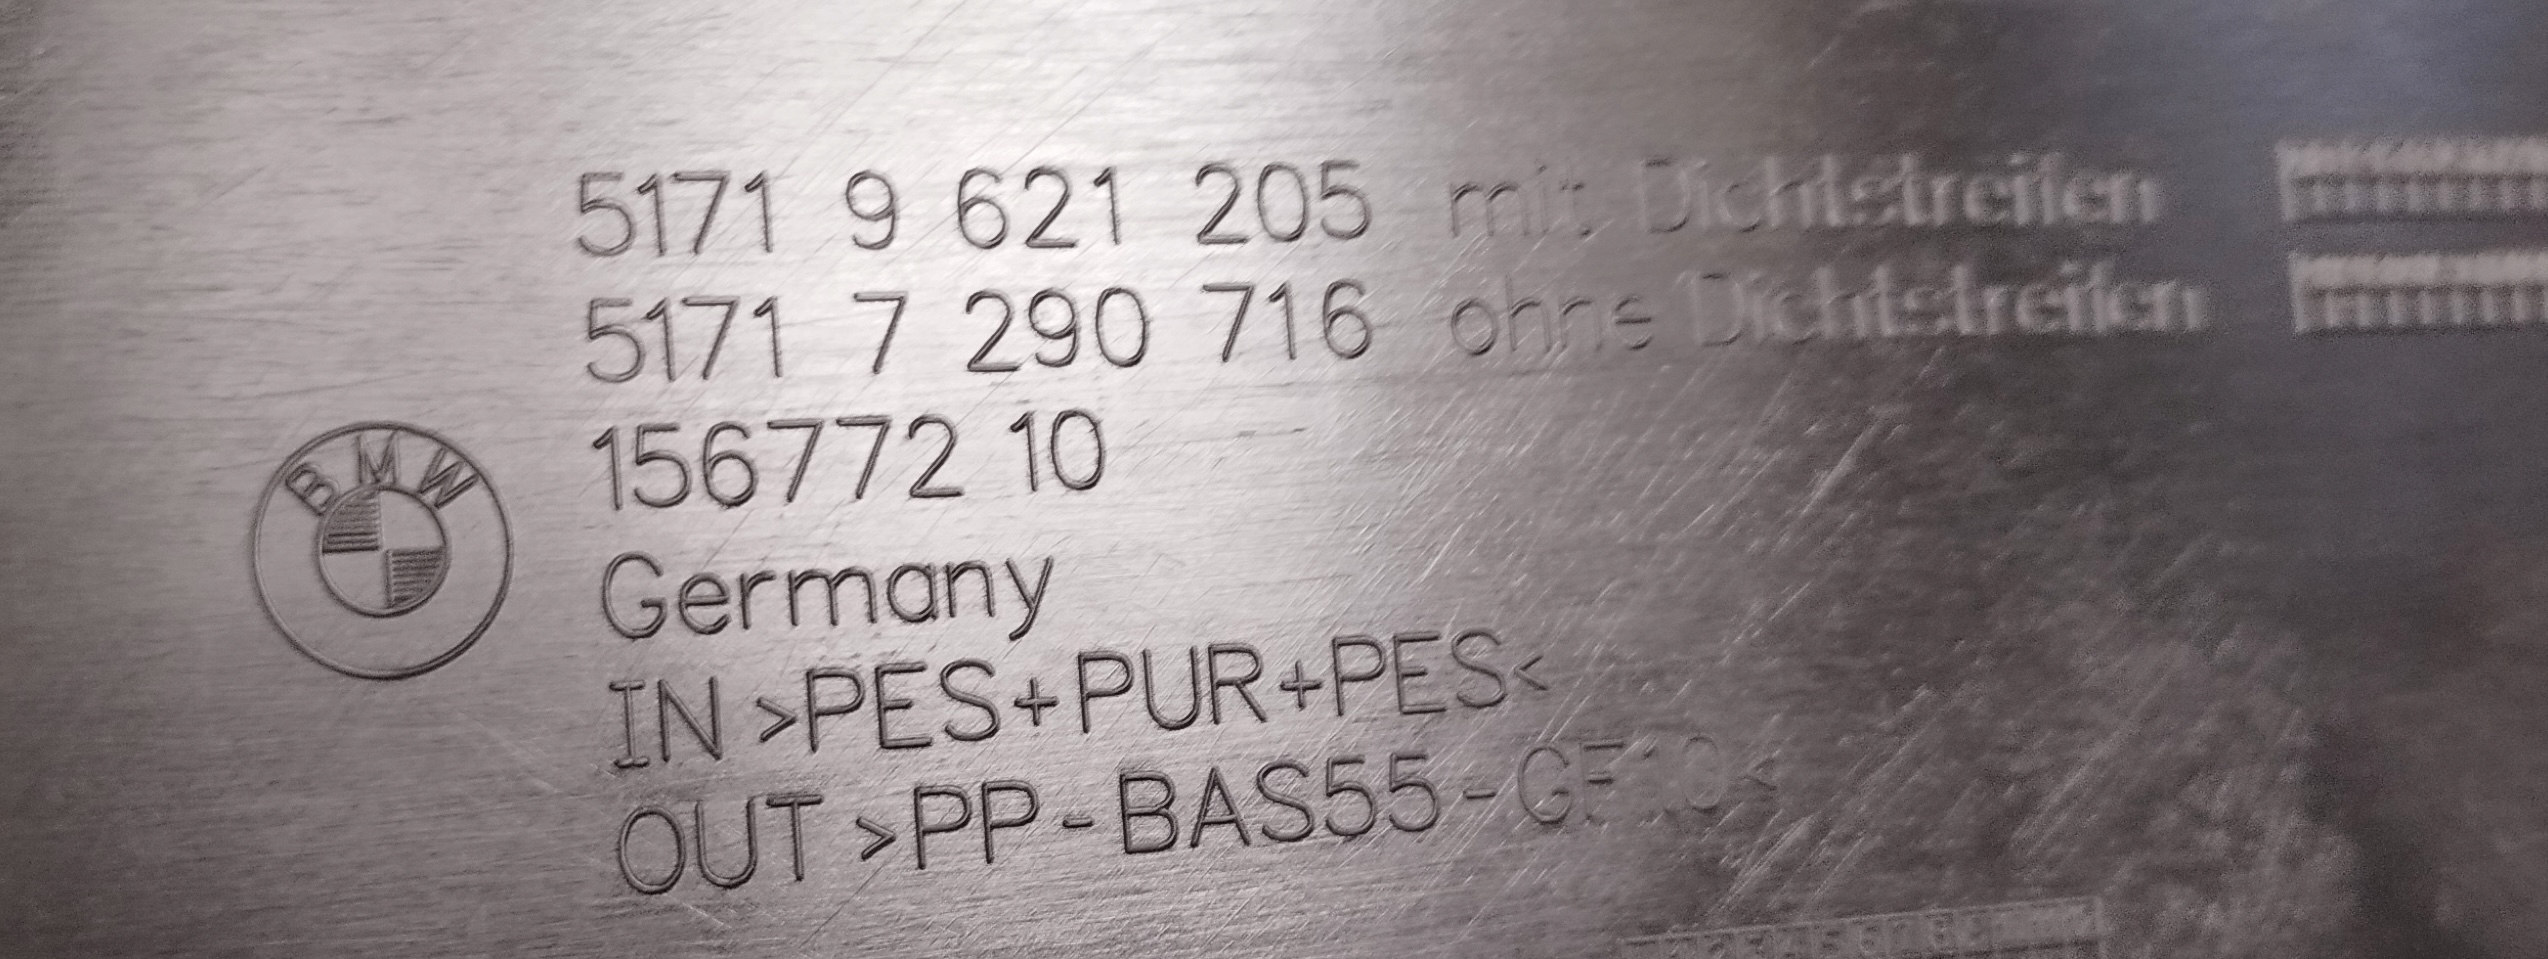 5171 9 621 205 mit Dichtstreifen
5171 7 290 716 ohne Dichtstreifen
156772 10
BMW
Germany
IN >PES+PUR+PES<
OUT >PP-BAS55-GF10<